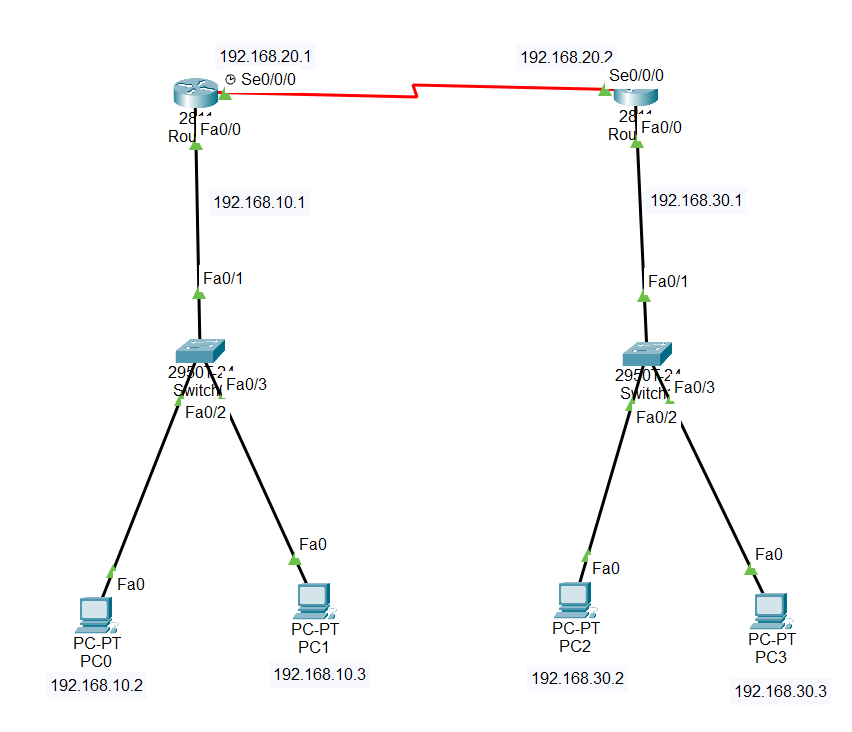 192.168.20.1
Se0/0/0
192.168.20.2
Se0/0/0
Fa0/0
Fa0/0
192.168.10.1
192.168.30.1
Fa0/1
Fa0/1
Fa0/3
Fa0/2
Fa0/3
Fa0/2
Fa0
PC-PT
PC0
192.168.10.2
Fa0
PC-PT
PC1
192.168.10.3
Fa0
PC-PT
PC2
192.168.30.2
Fa0
PC-PT
PC3
192.168.30.3